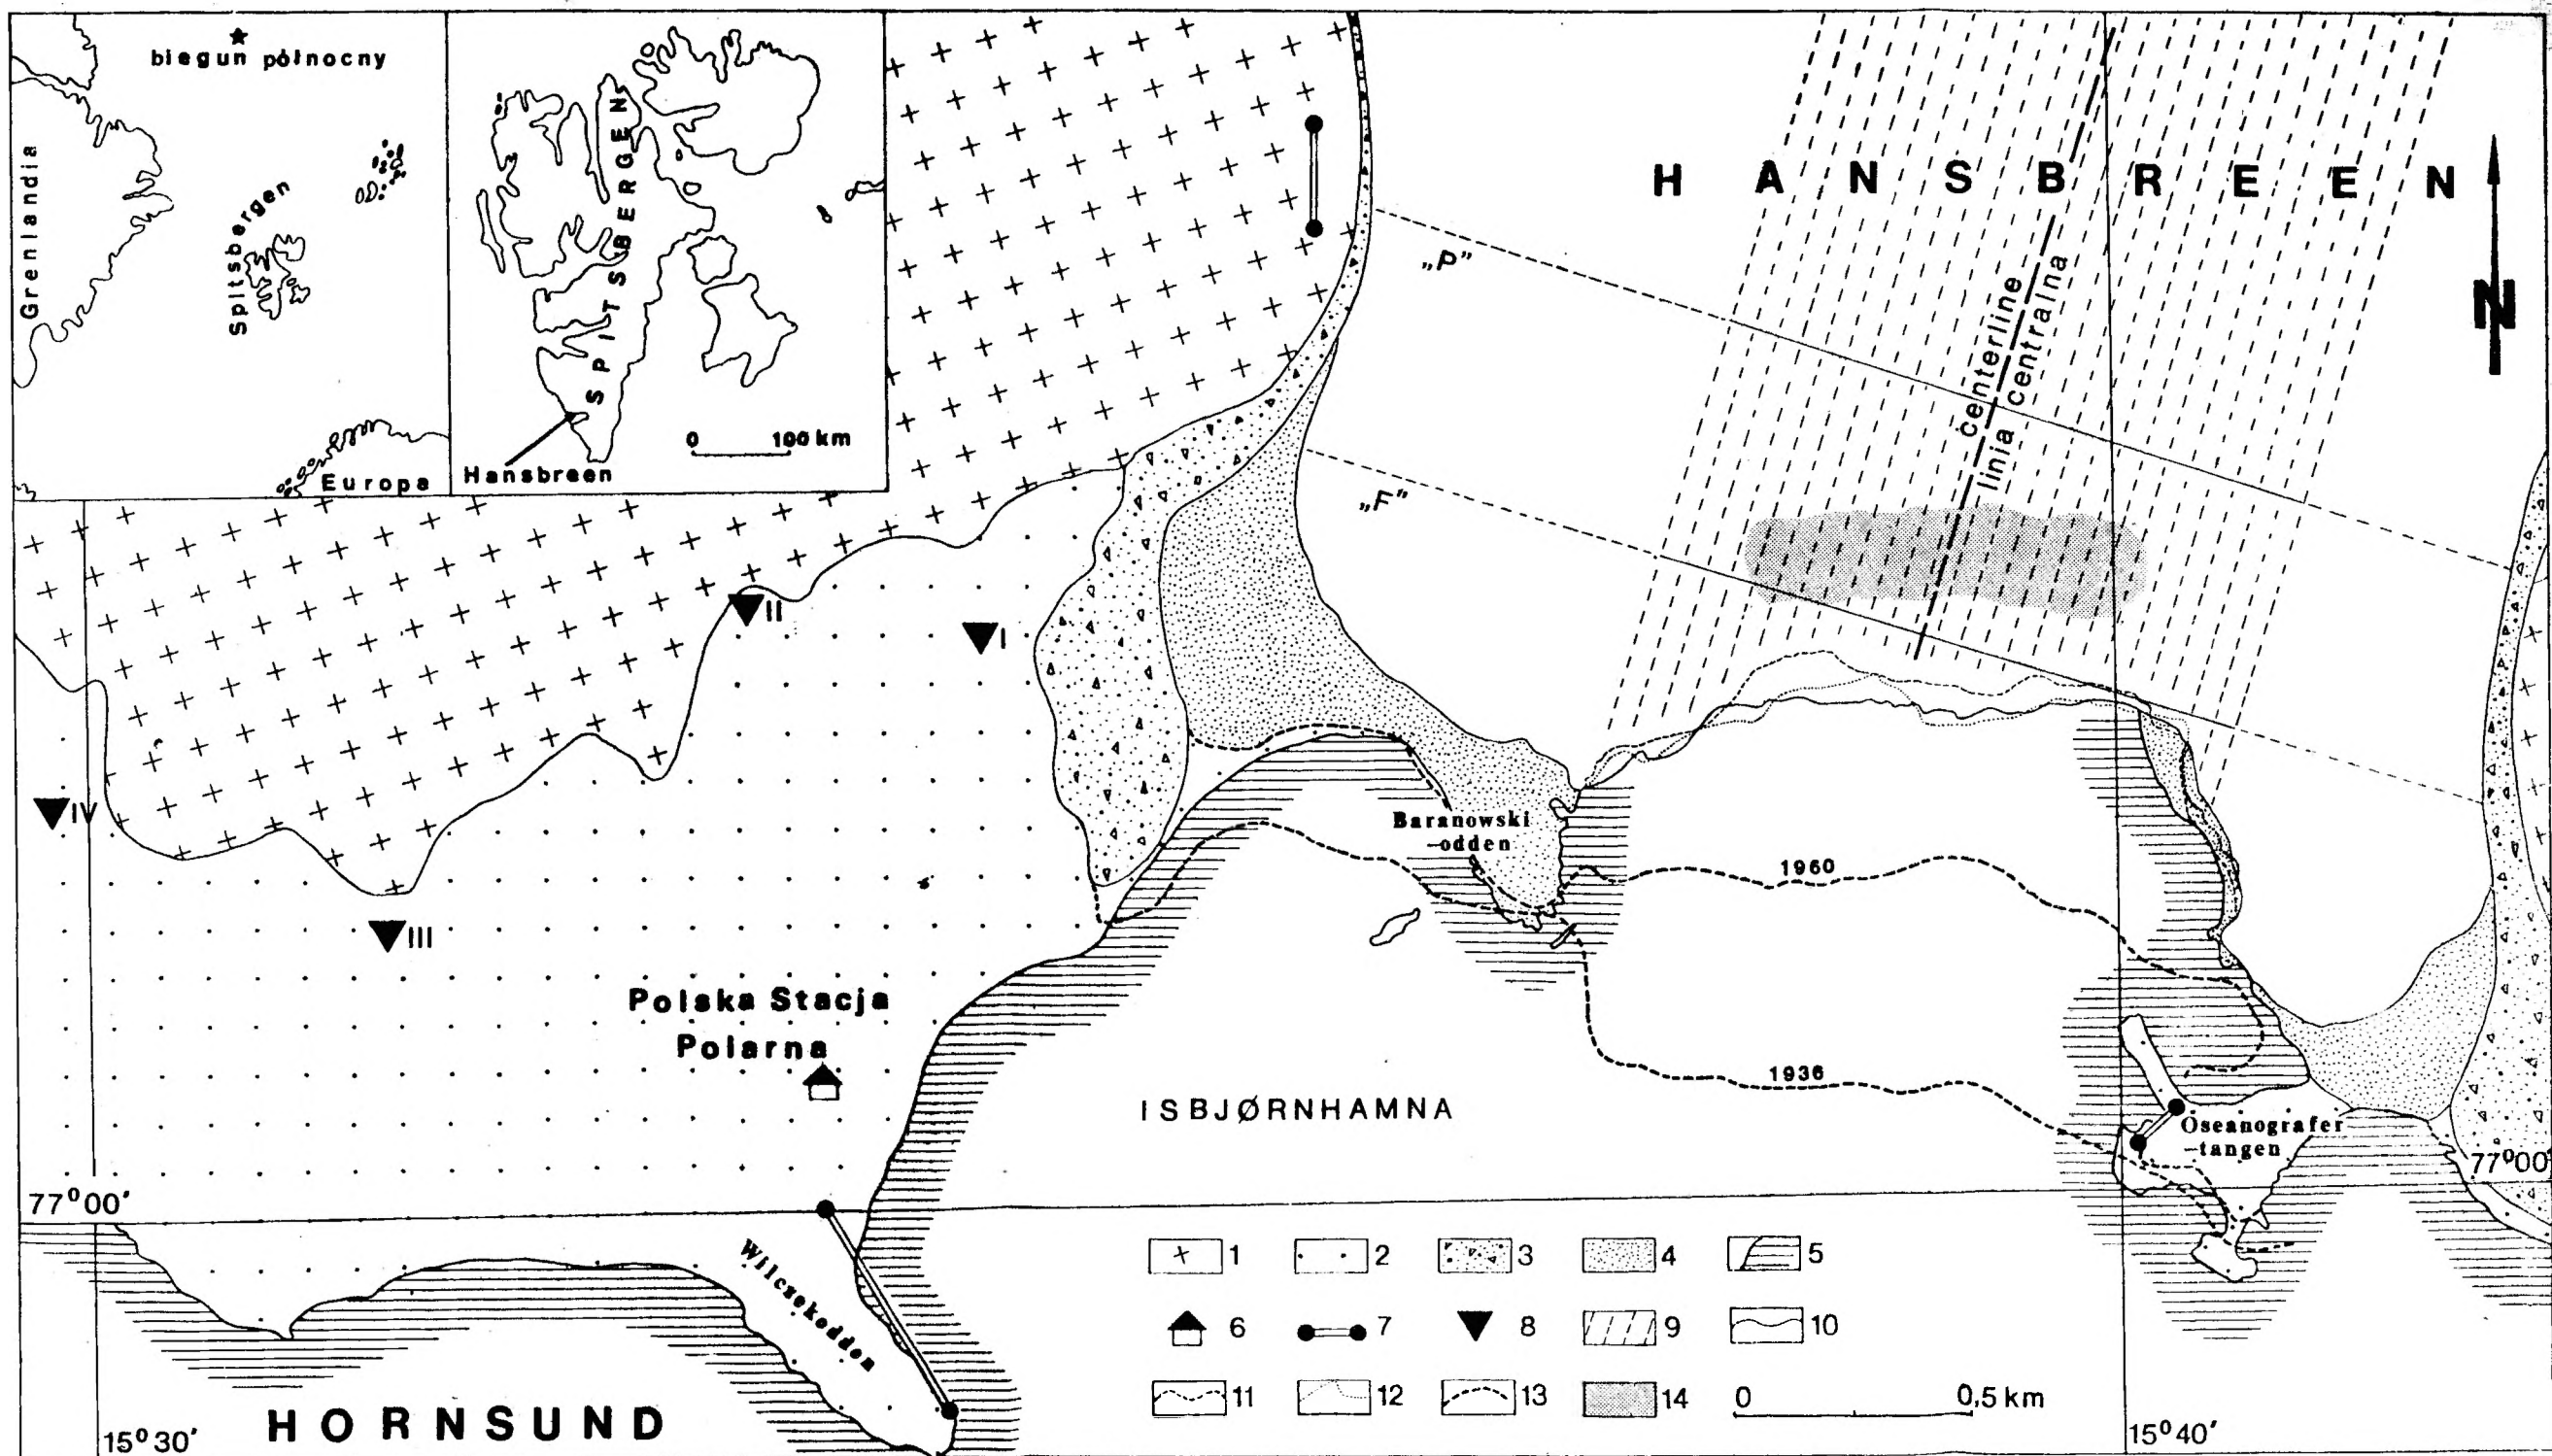 biegun północny
Grenlandia
Spitsbergen
Europa
SPITSBERGEN
0 100 km
Hansbreen
HANSBREEN
N
„P”
„F”
centerline
linia centralna
I
II
III
IV
Baranowski
-odden
1960
1936
Polska Stacja
Polarna
ISBJØRNHAMNA
Oseanografer
-tangen
77°00'
77°00'
Wilczekodden
HORNSUND
15°30'
15°40'
1 2 3 4 5
6 7 8 9 10
11 12 13 14
0 0,5 km